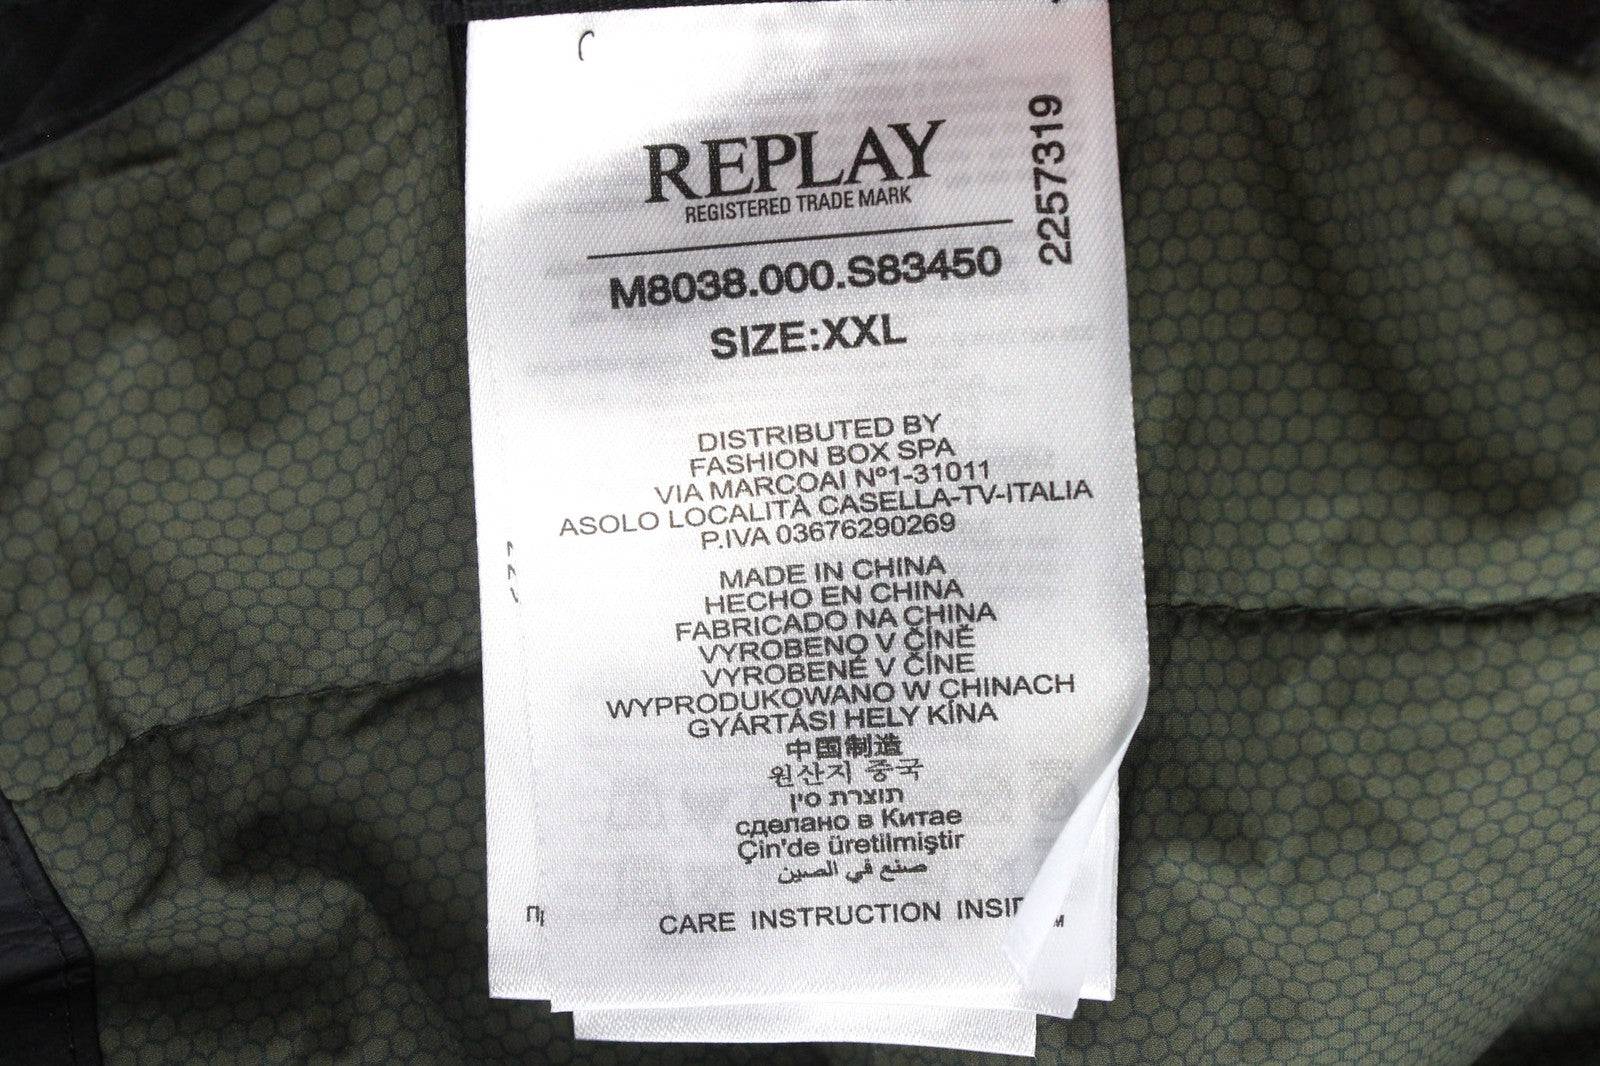 REPLAY
REGISTERED TRADE MARK
22573319
M8038.000.S83450
SIZE:XXL
DISTRIBUTED BY
FASHION BOX SPA
VIA MARCOAI Nº1-31011
ASOLO LOCALITÀ CASELLA-TV-ITALIA
P.IVA 03676290269
MADE IN CHINA
HECHO EN CHINA
FABRICADO NA CHINA
VYROBENO V ČÍNĚ
VYROBENÉ V ČÍNE
WYPRODUKOWANO W CHINACH
GYÁRTÁSI HELY KÍNA
中国制造
원산지 중국
תוצרת סין
сделано в Китае
Çin'de üretilmiştir
صنع في الصين
CARE INSTRUCTION